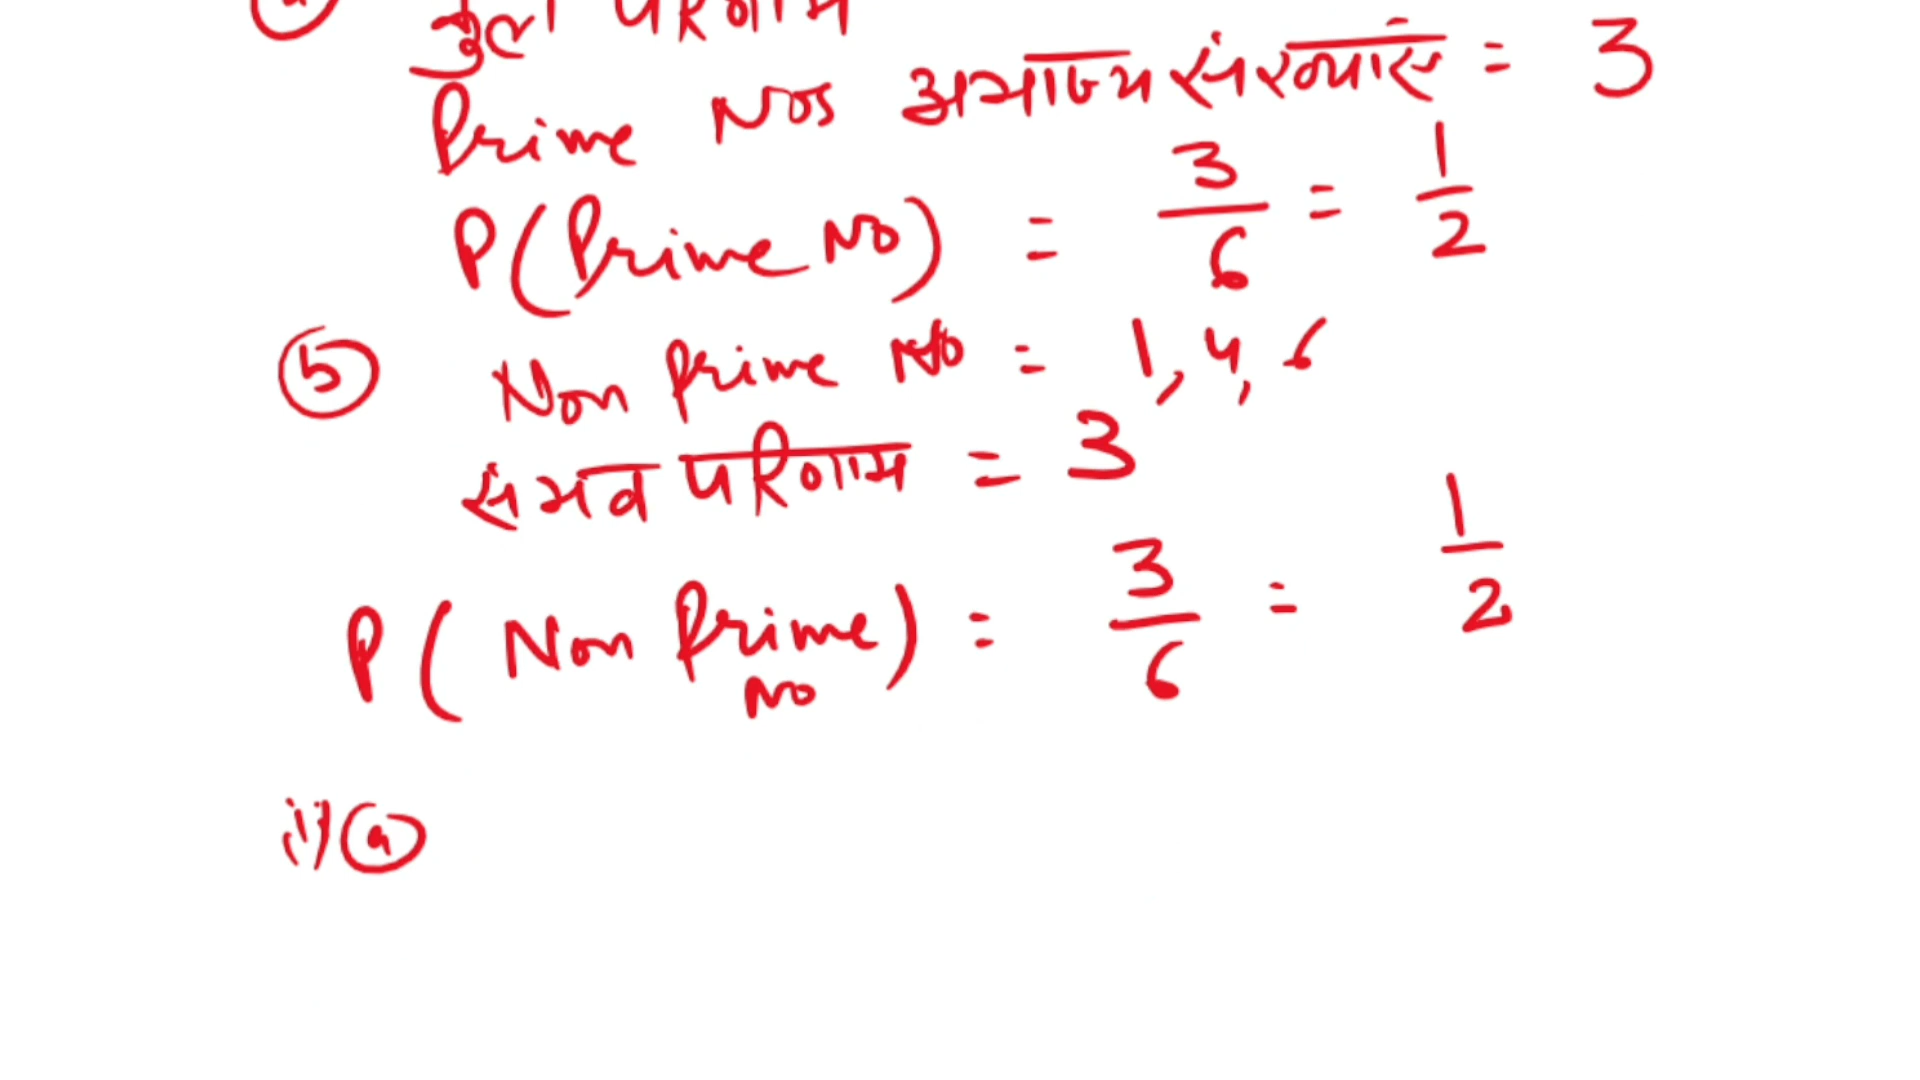 कुल परिणाम
Prime Nos अभाज्य संख्याएं = 3
P(Prime No) = 3/6 = 1/2
5 Non Prime No = 1, 4, 6
संभव परिणाम = 3
P( Non Prime No) = 3/6 = 1/2
ii) a